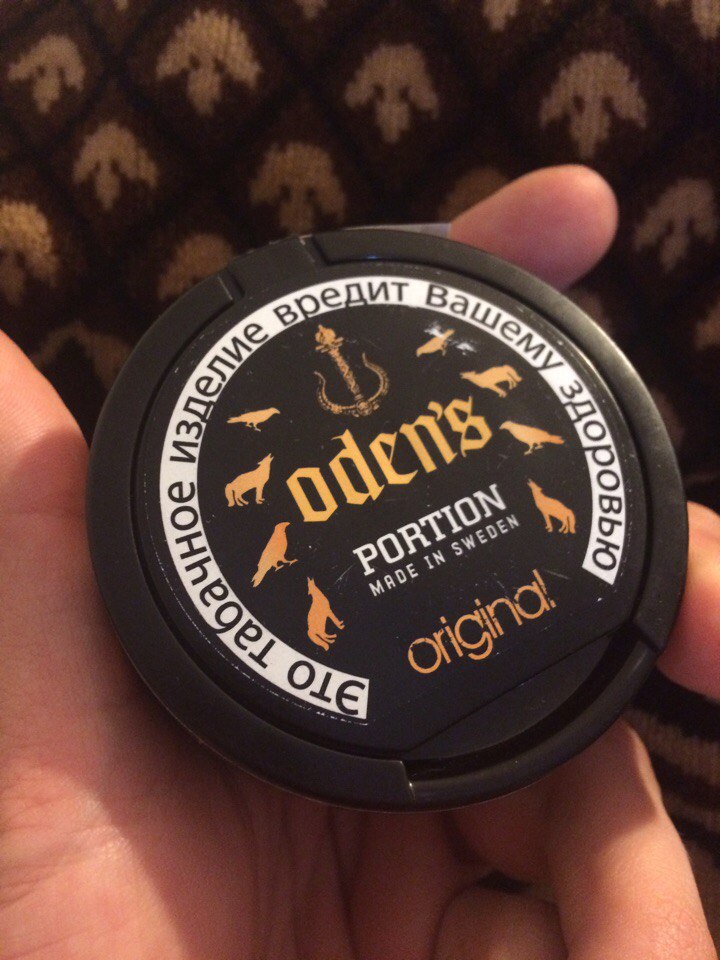 Это табачное изделие вредит Вашему здоровью
oden's
PORTION
MADE IN SWEDEN
original